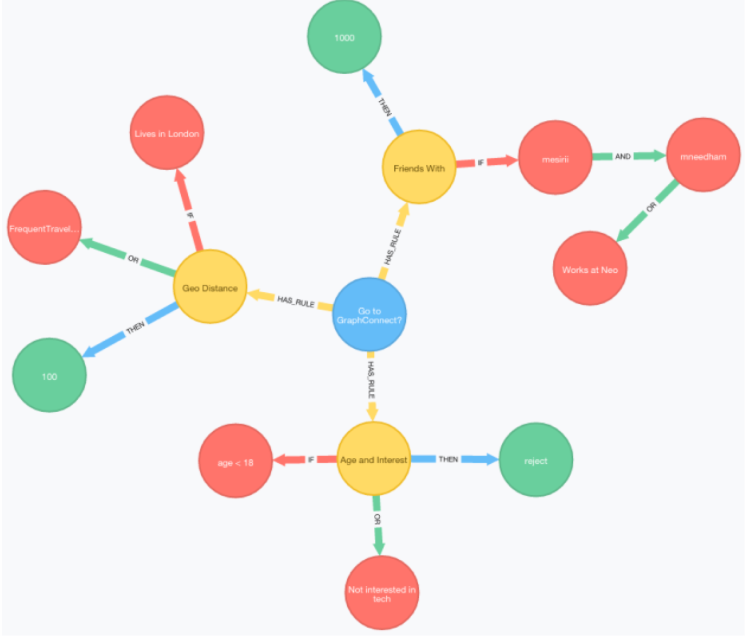 1000
THEN
Lives in London
Friends With
IF
mesirii
AND
mneedham
IF
OR
FrequentTravel...
OR
HAS_RULE
Works at Neo
Geo Distance
HAS_RULE
Go to
GraphConnect?
THEN
100
HAS_RULE
age < 18
IF
Age and Interest
THEN
reject
OR
Not interested in
tech